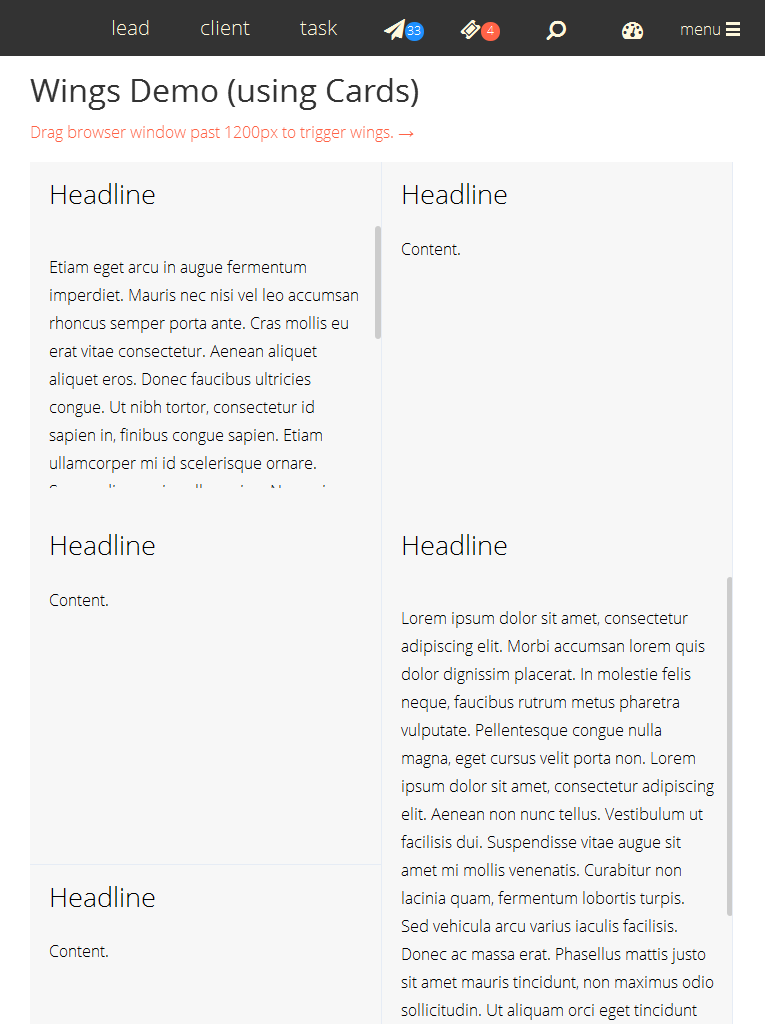 lead client task 33 4 menu
Wings Demo (using Cards)
Drag browser window past 1200px to trigger wings. →
Headline
Etiam eget arcu in augue fermentum
imperdiet. Mauris nec nisi vel leo accumsan
rhoncus semper porta ante. Cras mollis eu
erat vitae consectetur. Aenean aliquet
aliquet eros. Donec faucibus ultricies
congue. Ut nibh tortor, consectetur id
sapien in, finibus congue sapien. Etiam
ullamcorper mi id scelerisque ornare.
Headline
Content.
Headline
Content.
Headline
Lorem ipsum dolor sit amet, consectetur
adipiscing elit. Morbi accumsan lorem quis
dolor dignissim placerat. In molestie felis
neque, faucibus rutrum metus pharetra
vulputate. Pellentesque congue nulla
magna, eget cursus velit porta non. Lorem
ipsum dolor sit amet, consectetur adipiscing
elit. Aenean non nunc tellus. Vestibulum ut
facilisis dui. Suspendisse vitae augue sit
amet mi mollis venenatis. Curabitur non
lacinia quam, fermentum lobortis turpis.
Sed vehicula arcu varius iaculis facilisis.
Donec ac massa erat. Phasellus mattis justo
sit amet mauris tincidunt, non maximus odio
sollicitudin. Ut aliquam orci eget tincidunt
Headline
Content.